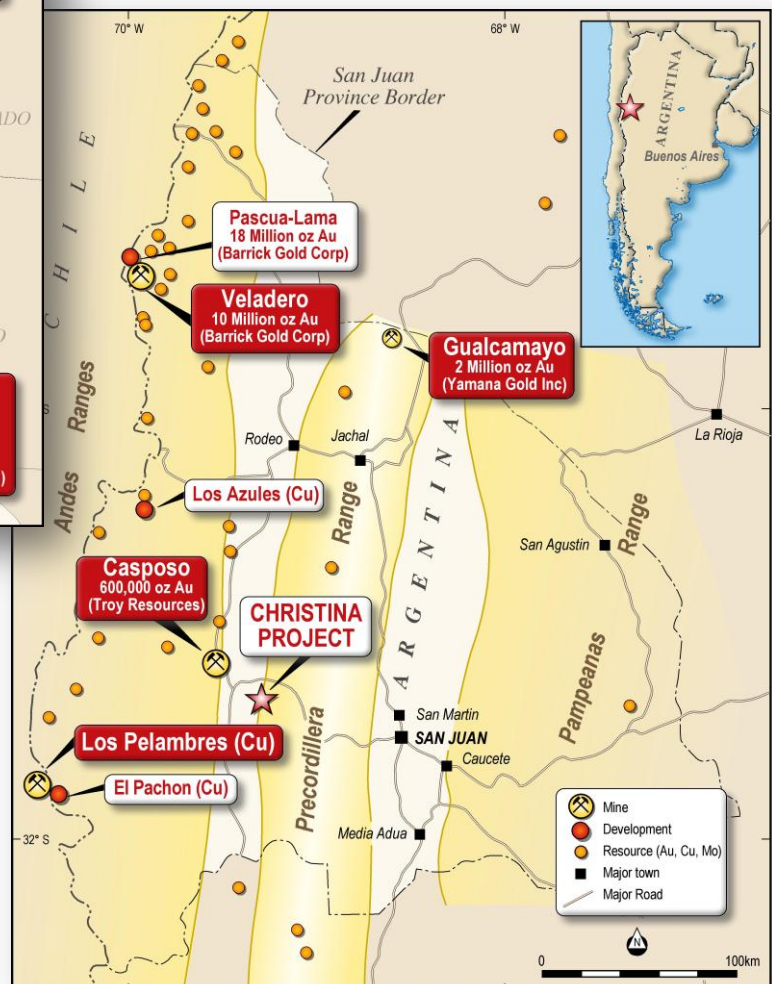 70° W
68° W
ADO
San Juan
Province Border
ARGENTINA
Buenos Aires
CHILE
Pascua-Lama
18 Million oz Au
(Barrick Gold Corp)
Veladero
10 Million oz Au
(Barrick Gold Corp)
Gualcamayo
2 Million oz Au
(Yamana Gold Inc)
La Rioja
Rodeo
Jachal
Andes Ranges
Los Azules (Cu)
San Agustin
Casposo
600,000 oz Au
(Troy Resources)
CHRISTINA
PROJECT
ARGENTINA
Precordillera Range
Pampeanas Range
San Martin
SAN JUAN
Caucete
Los Pelambres (Cu)
El Pachon (Cu)
32° S
Media Adua
Mine
Development
Resource (Au, Cu, Mo)
Major town
Major Road
N
0 100km